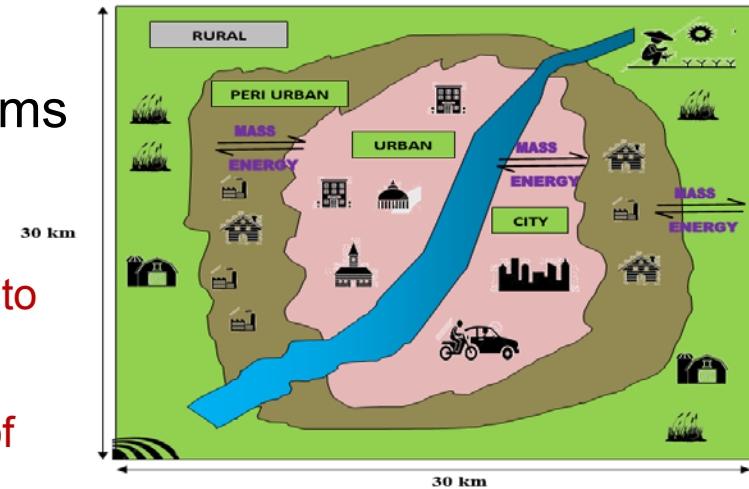 ms
to
of
RURAL
PERI URBAN
MASS
ENERGY
URBAN
MASS
ENERGY
CITY
MASS
ENERGY
30 km
30 km